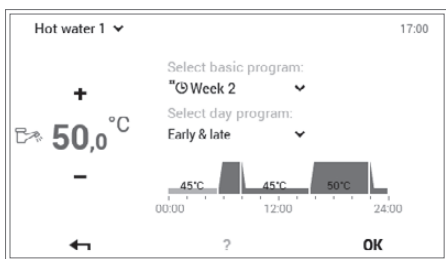 Hot water 1
17:00
Select basic program:
Week 2
+
Select day program:
50,0 °C
Early & late
−
45°C 45°C 50°C
00:00 12:00 24:00
? OK